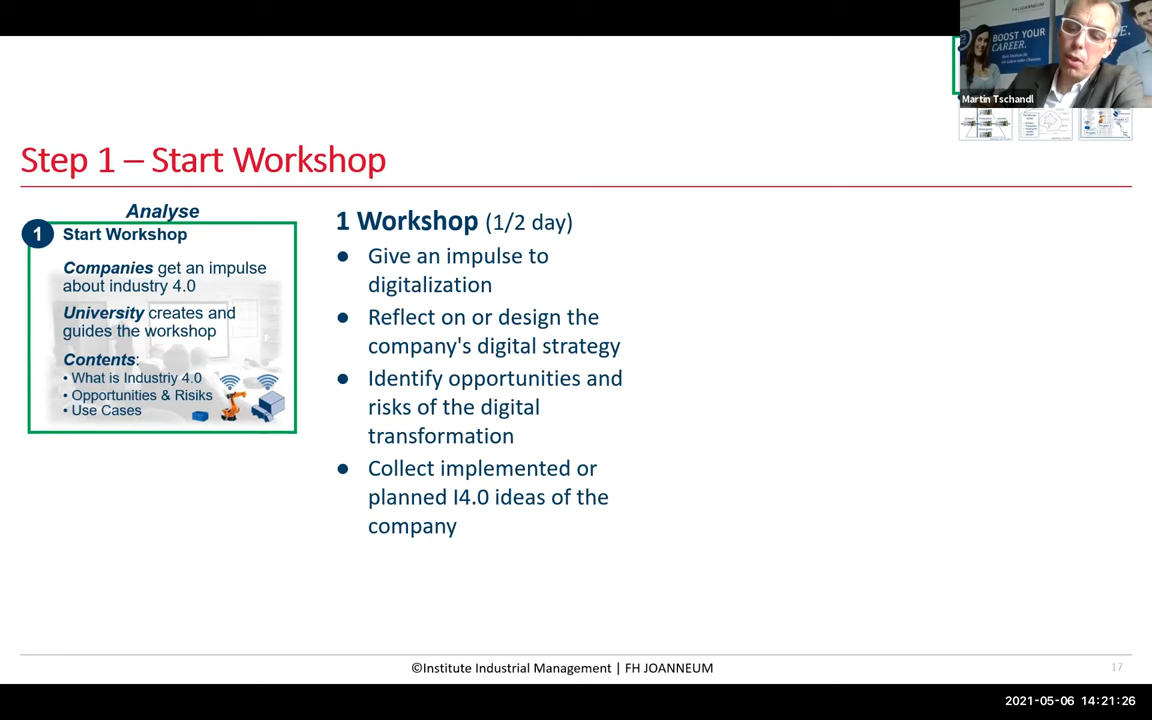 FH JOANNEUM
BOOST YOUR
CAREER.
Martin Tschandl
Step 1 – Start Workshop
Analyse
1
Start Workshop
Companies get an impulse
about industry 4.0
University creates and
guides the workshop
Contents:
• What is Industriy 4.0
• Opportunities & Risiks
• Use Cases
1 Workshop (1/2 day)
● Give an impulse to
digitalization
● Reflect on or design the
company's digital strategy
● Identify opportunities and
risks of the digital
transformation
● Collect implemented or
planned I4.0 ideas of the
company
©Institute Industrial Management | FH JOANNEUM
17
2021-05-06 14:21:26